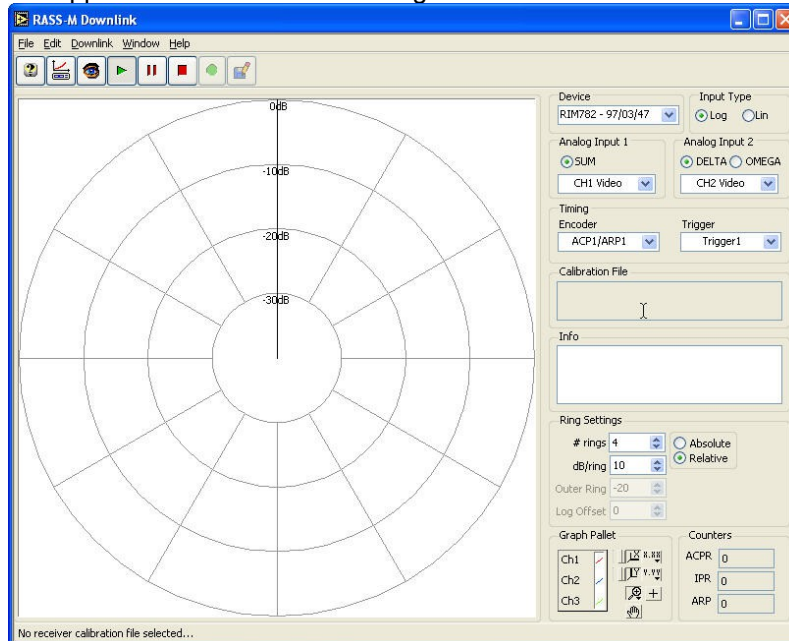 RASS-M Downlink
File Edit Downlink Window Help
0dB
-10dB
-20dB
-30dB
Device
RIM782 - 97/03/47
Input Type
Log Lin
Analog Input 1
SUM
CH1 Video
Analog Input 2
DELTA OMEGA
CH2 Video
Timing
Encoder
ACP1/ARP1
Trigger
Trigger1
Calibration File
Info
Ring Settings
# rings 4
dB/ring 10
Outer Ring -20
Log Offset 0
Absolute
Relative
Graph Pallet
Ch1
Ch2
Ch3
X x.xx
Y y.yy
Counters
ACPR 0
IPR 0
ARP 0
No receiver calibration file selected...